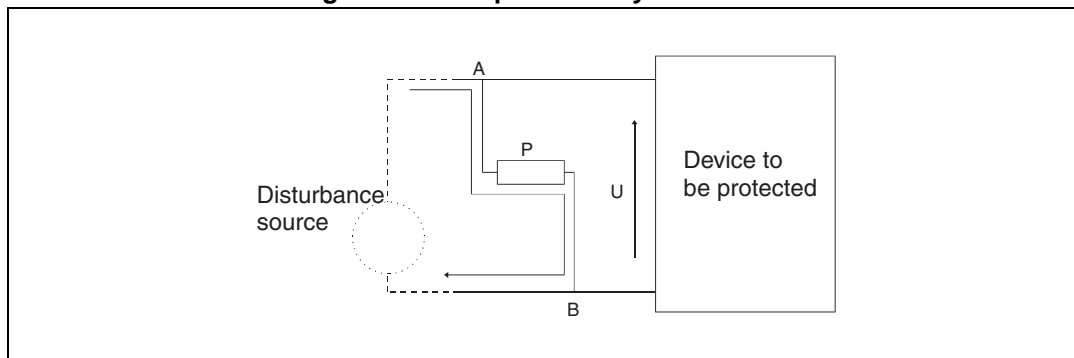 A
P
Disturbance
source
U
Device to
be protected
B